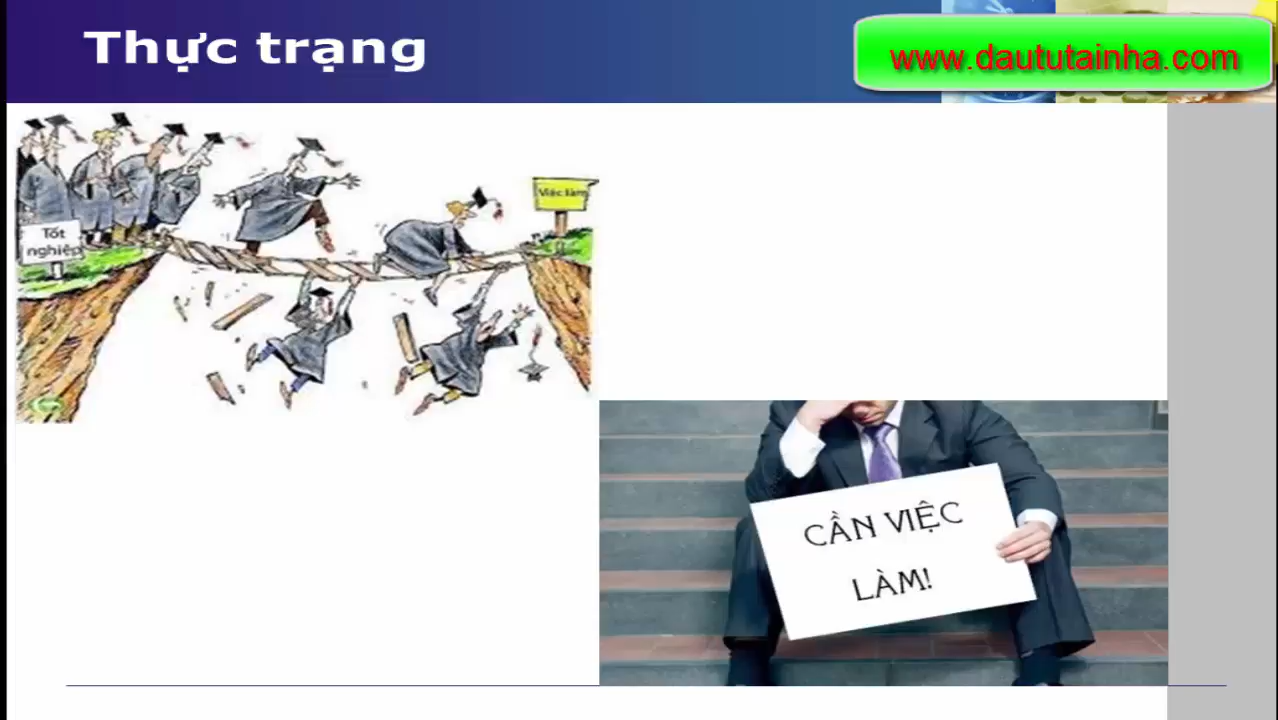 Thực trạng
www.daututainha.com
Việc làm
Tốt
nghiệp
CẦN VIỆC
LÀM!